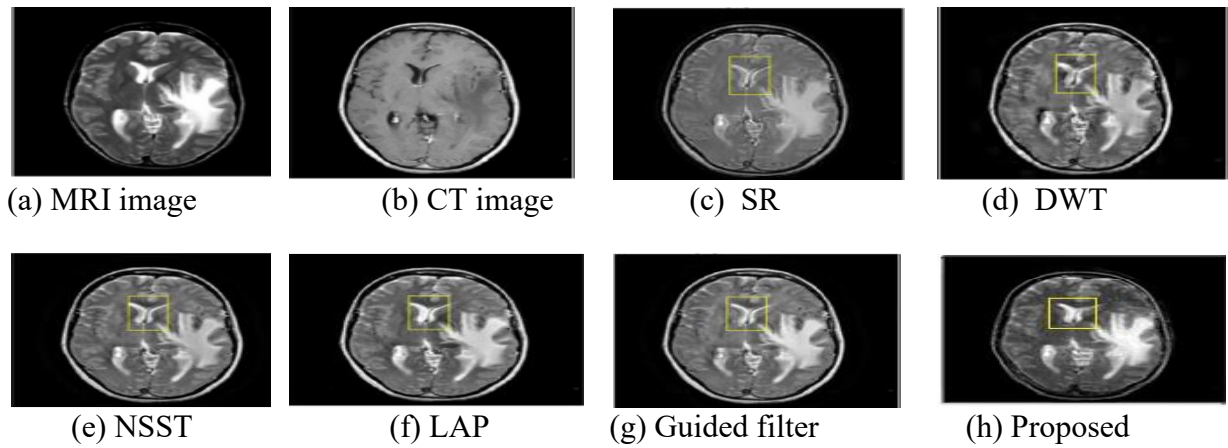 (a) MRI image (b) CT image (c) SR (d) DWT
(e) NSST (f) LAP (g) Guided filter (h) Proposed